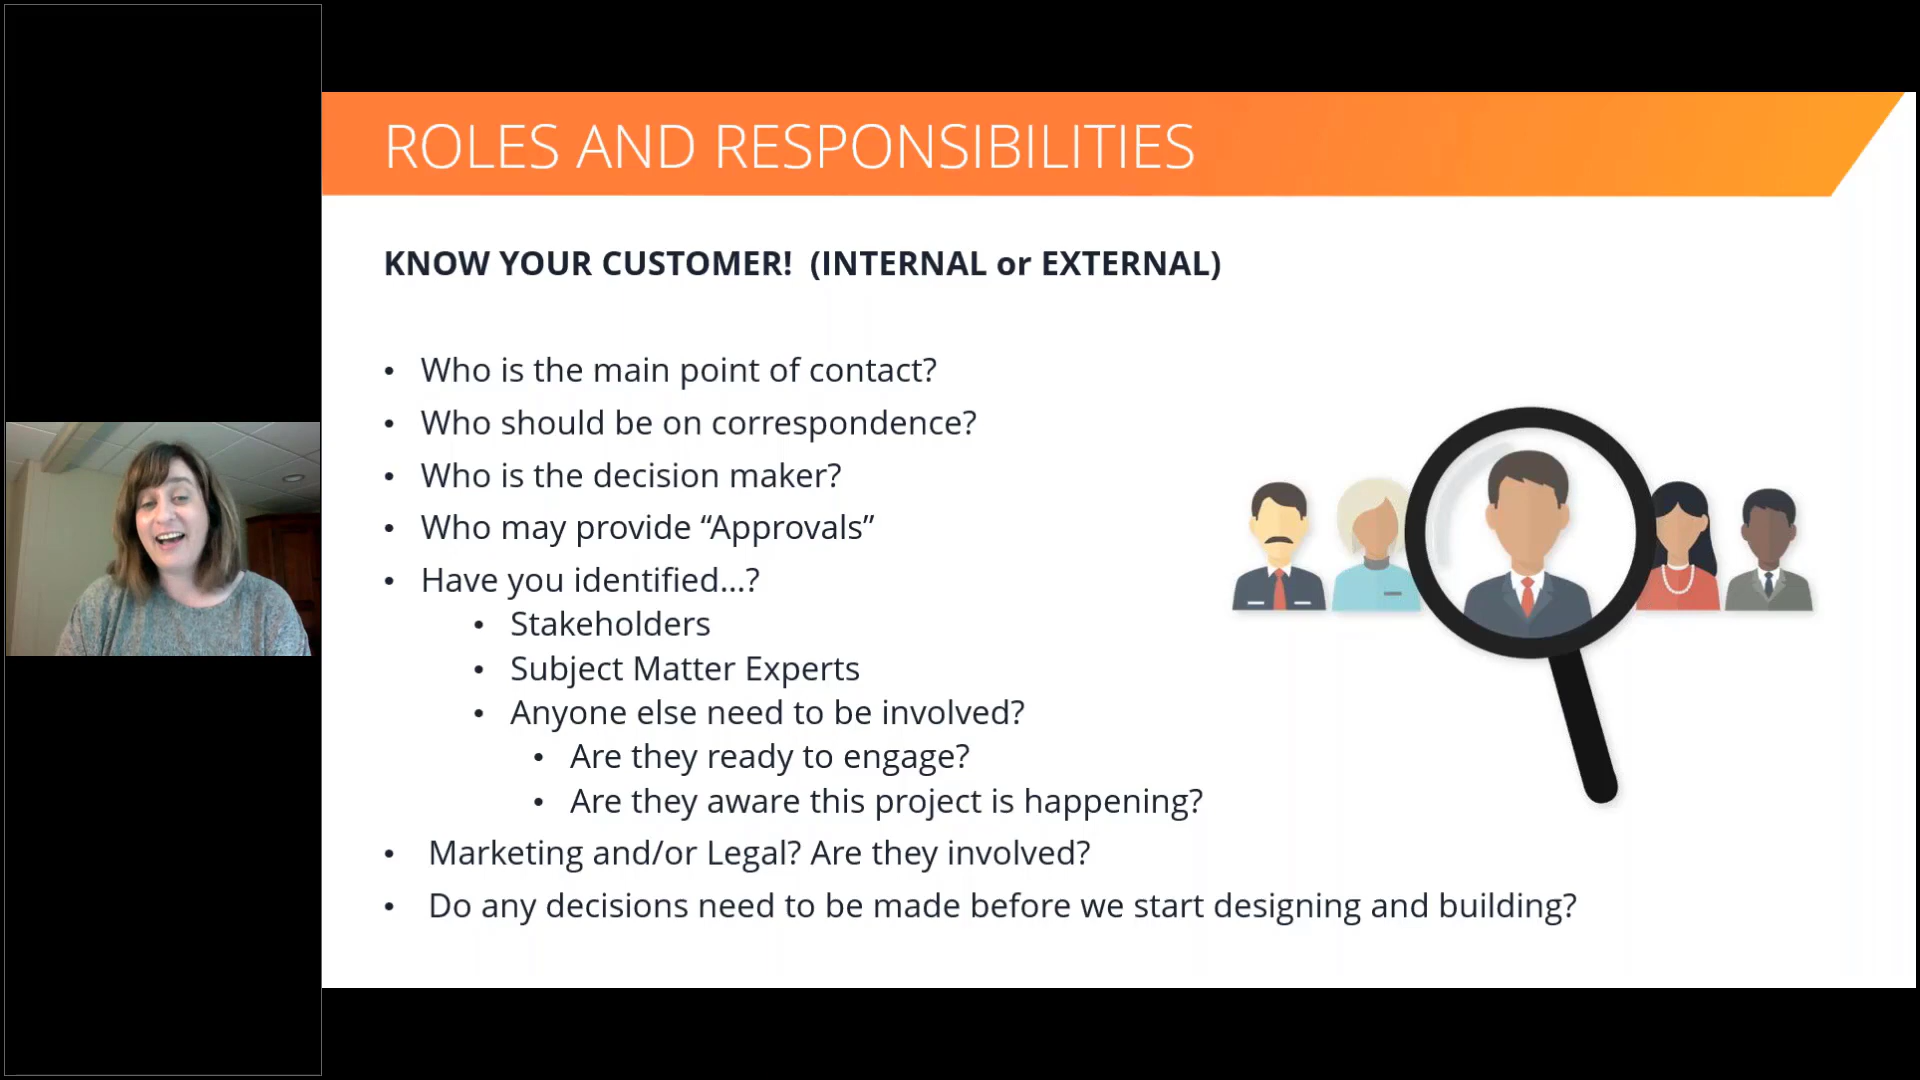 ROLES AND RESPONSIBILITIES
KNOW YOUR CUSTOMER!  (INTERNAL or EXTERNAL)
• Who is the main point of contact?
• Who should be on correspondence?
• Who is the decision maker?
• Who may provide “Approvals”
• Have you identified…?
• Stakeholders
• Subject Matter Experts
• Anyone else need to be involved?
• Are they ready to engage?
• Are they aware this project is happening?
• Marketing and/or Legal? Are they involved?
• Do any decisions need to be made before we start designing and building?